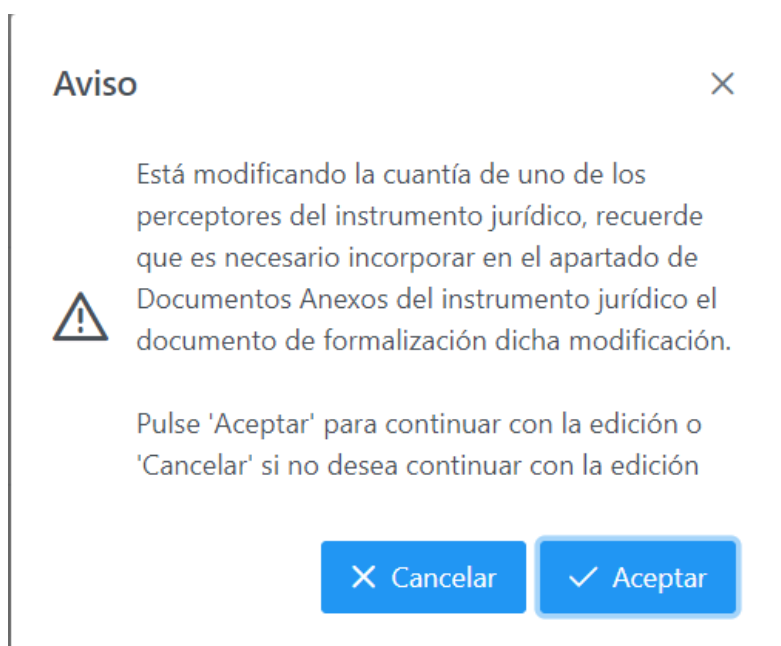 Aviso
Está modificando la cuantía de uno de los
perceptores del instrumento jurídico, recuerde
que es necesario incorporar en el apartado de
Documentos Anexos del instrumento jurídico el
documento de formalización dicha modificación.
Pulse 'Aceptar' para continuar con la edición o
'Cancelar' si no desea continuar con la edición
Cancelar
Aceptar